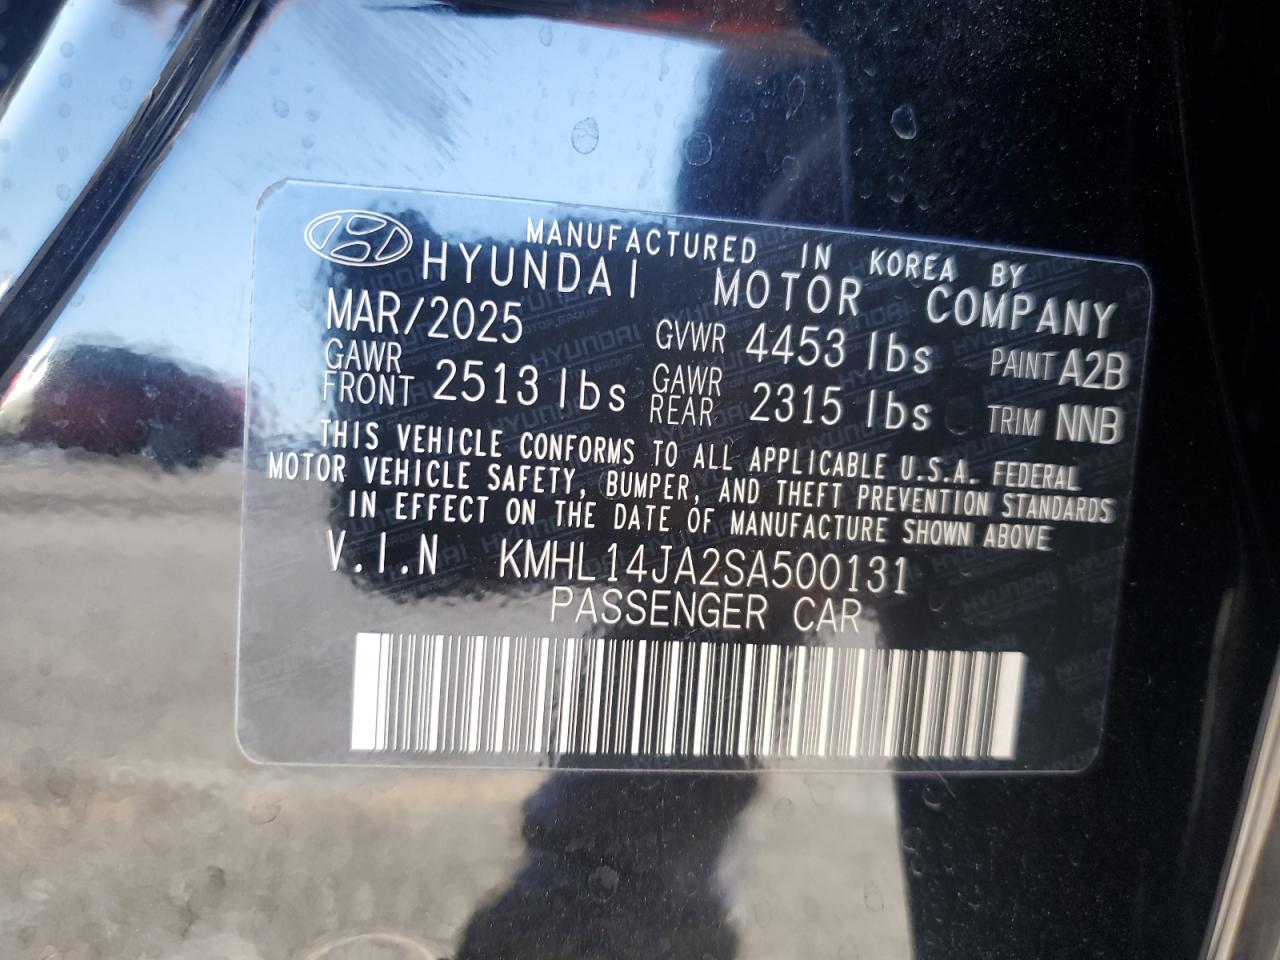 MANUFACTURED IN KOREA BY
HYUNDAI MOTOR COMPANY
MAR/2025 GVWR 4453 lbs PAINT A2B
GAWR FRONT 2513 lbs GAWR REAR 2315 lbs TRIM NNB
THIS VEHICLE CONFORMS TO ALL APPLICABLE U.S.A. FEDERAL
MOTOR VEHICLE SAFETY, BUMPER, AND THEFT PREVENTION STANDARDS
IN EFFECT ON THE DATE OF MANUFACTURE SHOWN ABOVE
V.I.N KMHL14JA2SA500131
PASSENGER CAR